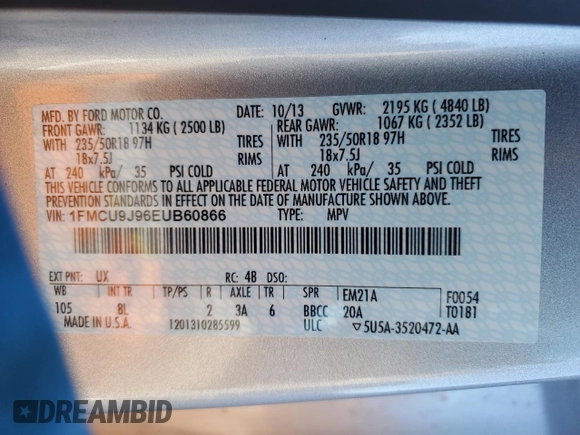 MFD. BY FORD MOTOR CO. DATE: 10/13 GVWR: 2195 KG ( 4840 LB)
FRONT GAWR: 1134 KG ( 2500 LB) REAR GAWR: 1067 KG ( 2352 LB)
WITH 235/50R18 97H TIRES WITH 235/50R18 97H TIRES
18x7.5J RIMS 18x7.5J RIMS
AT 240 kPa/ 35 PSI COLD AT 240 kPa/ 35 PSI COLD
THIS VEHICLE CONFORMS TO ALL APPLICABLE FEDERAL MOTOR VEHICLE SAFETY AND THEFT
PREVENTION STANDARDS IN EFFECT ON THE DATE OF MANUFACTURE SHOWN ABOVE.
VIN: 1FMCU9J96EUB60866 TYPE: MPV
EXT PNT: UX RC: 48 DSO:
WB INT TR TP/PS R AXLE TR SPR EM21A F0054
105 8L 2 3A 6 BBCC 20A T0181
MADE IN U.S.A. 1201310285599 ULC ▽5U5A-3520472-AA
DREAMBID